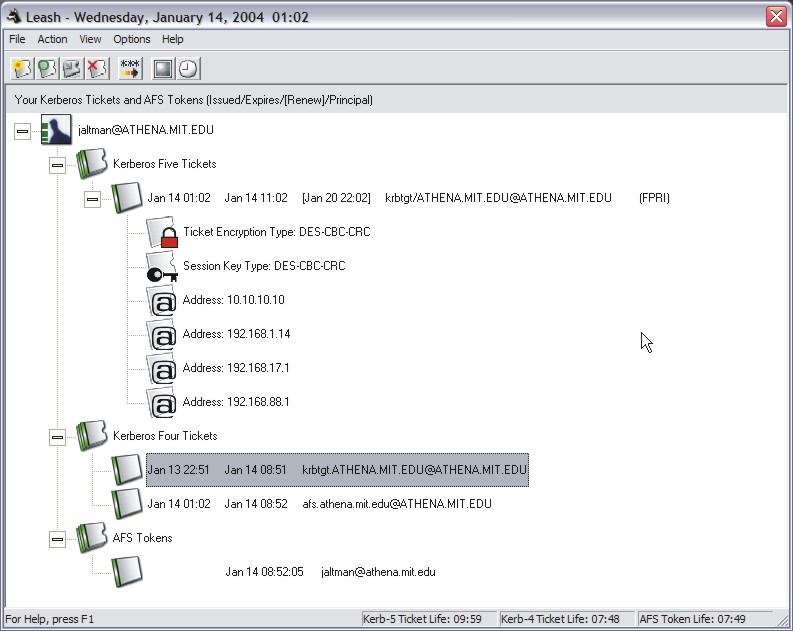 Leash - Wednesday, January 14, 2004 01:02
File Action View Options Help
***
Your Kerberos Tickets and AFS Tokens (Issued/Expires/[Renew]/Principal)
jaltman@ATHENA.MIT.EDU
Kerberos Five Tickets
Jan 14 01:02 Jan 14 11:02 [Jan 20 22:02] krbtgt/ATHENA.MIT.EDU@ATHENA.MIT.EDU (FPRI)
Ticket Encryption Type: DES-CBC-CRC
Session Key Type: DES-CBC-CRC
@ Address: 10.10.10.10
@ Address: 192.168.1.14
@ Address: 192.168.17.1
@ Address: 192.168.88.1
Kerberos Four Tickets
Jan 13 22:51 Jan 14 08:51 krbtgt.ATHENA.MIT.EDU@ATHENA.MIT.EDU
Jan 14 01:02 Jan 14 08:52 afs.athena.mit.edu@ATHENA.MIT.EDU
AFS Tokens
Jan 14 08:52:05 jaltman@athena.mit.edu
For Help, press F1 Kerb-5 Ticket Life: 09:59 Kerb-4 Ticket Life: 07:48 AFS Token Life: 07:49